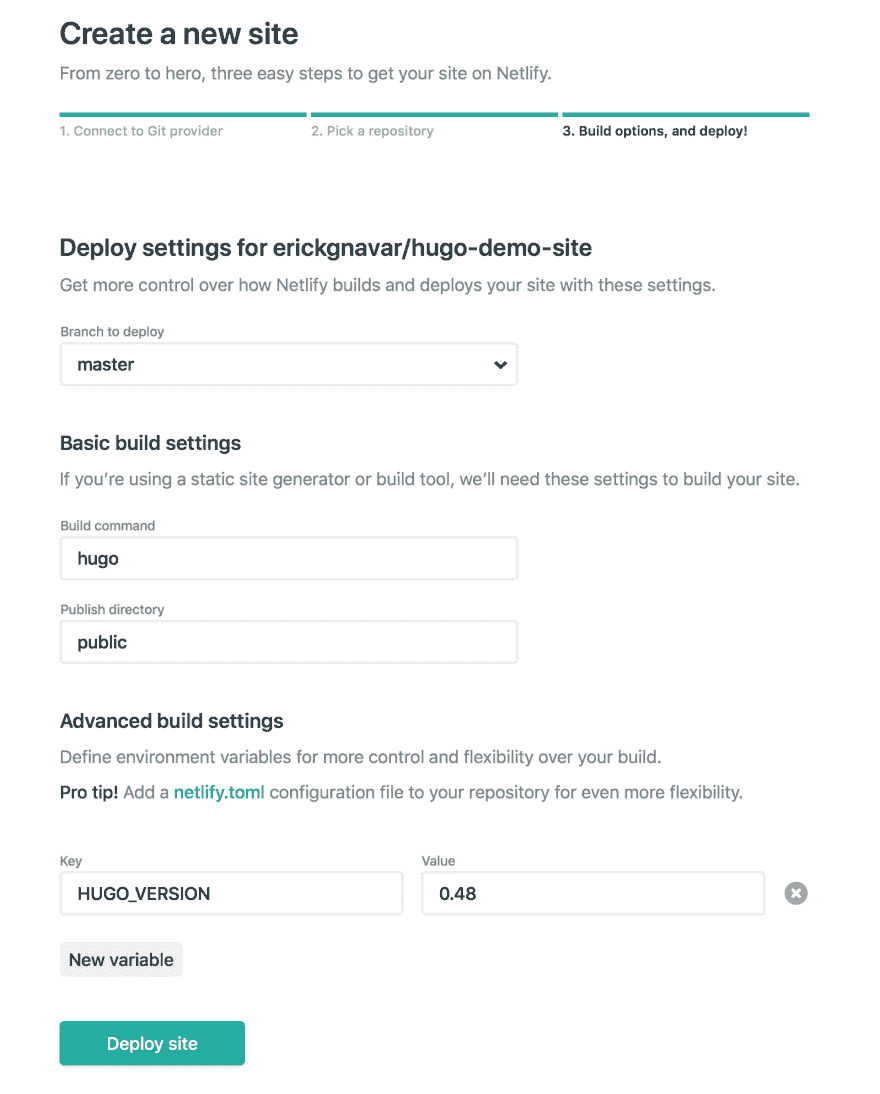 Create a new site
From zero to hero, three easy steps to get your site on Netlify.
1. Connect to Git provider
2. Pick a repository
3. Build options, and deploy!
Deploy settings for erickgnavar/hugo-demo-site
Get more control over how Netlify builds and deploys your site with these settings.
Branch to deploy
master
Basic build settings
If you’re using a static site generator or build tool, we’ll need these settings to build your site.
Build command
hugo
Publish directory
public
Advanced build settings
Define environment variables for more control and flexibility over your build.
Pro tip! Add a netlify.toml configuration file to your repository for even more flexibility.
Key
Value
HUGO_VERSION
0.48
New variable
Deploy site